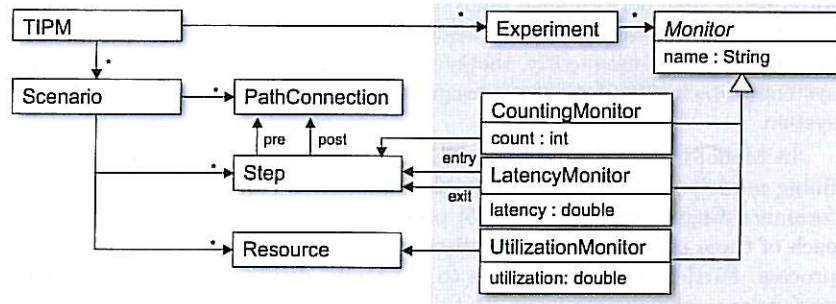 TIPM
*
Experiment
*
Monitor
name : String
*
Scenario
*
PathConnection
CountingMonitor
count : int
pre
post
entry
*
Step
LatencyMonitor
exit
latency : double
*
Resource
UtilizationMonitor
utilization: double